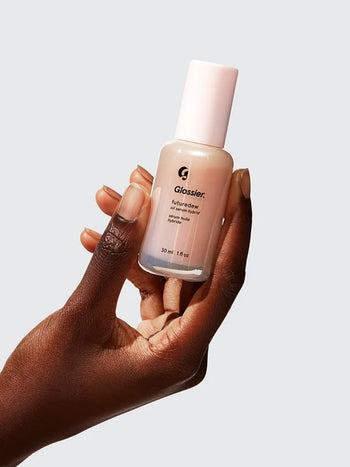 G
Glossier.
futuredew
oil serum hybrid
sérum huile
hybride
30 ml 1 fl oz